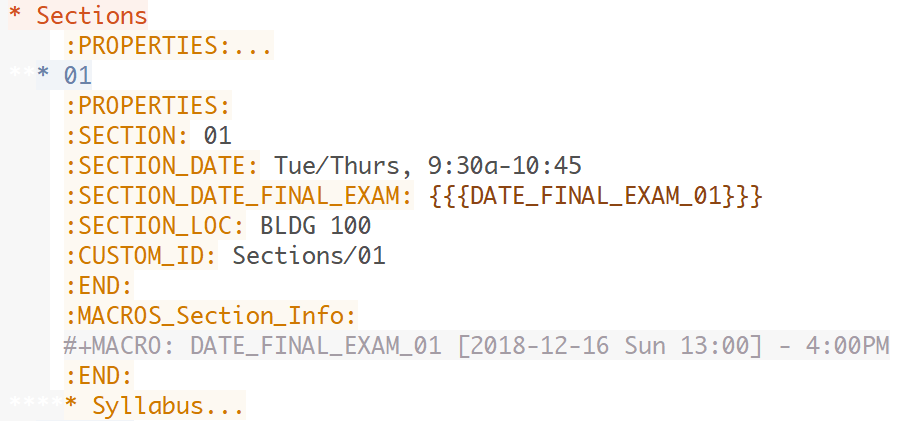 * Sections
:PROPERTIES:...
*** 01
:PROPERTIES:
:SECTION: 01
:SECTION_DATE: Tue/Thurs, 9:30a-10:45
:SECTION_DATE_FINAL_EXAM: {{{DATE_FINAL_EXAM_01}}}
:SECTION_LOC: BLDG 100
:CUSTOM_ID: Sections/01
:END:
:MACROS_Section_Info:
#+MACRO: DATE_FINAL_EXAM_01 [2018-12-16 Sun 13:00] - 4:00PM
:END:
***** Syllabus...